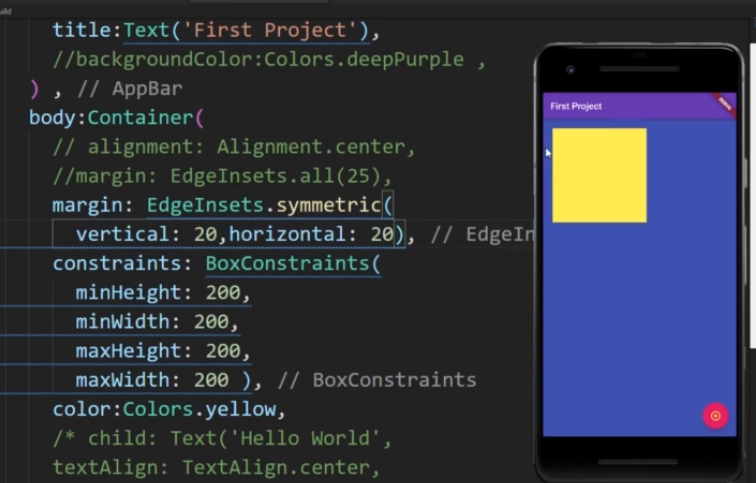 uild
title:Text('First Project'),
//backgroundColor:Colors.deepPurple ,
) , // AppBar
body:Container(
// alignment: Alignment.center,
//margin: EdgeInsets.all(25),
margin: EdgeInsets.symmetric(
vertical: 20,horizontal: 20), // EdgeIn
constraints: BoxConstraints(
minHeight: 200,
minWidth: 200,
maxHeight: 200,
maxWidth: 200 ), // BoxConstraints
color:Colors.yellow,
/* child: Text('Hello World',
textAlign: TextAlign.center,
First Project
DEBUG